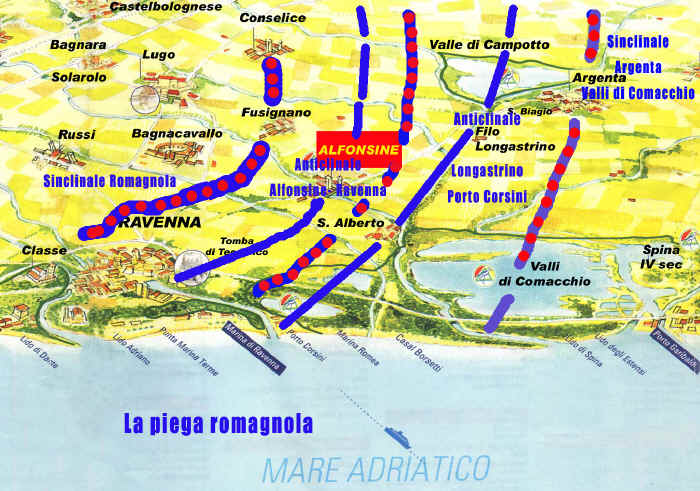 Castelbolognese
Conselice
Bagnara
Lugo
Valle di Campotto
Sinclinale
Solarolo
Argenta
Argenta
Valli di Comacchio
Fusignano
S. Biagio
Anticlinale
Russi
Bagnacavallo
Filo
Longastrino
ALFONSINE
Anticlinale
Longastrino
Sinclinale Romagnola
Alfonsine- Ravenna
Porto Corsini
RAVENNA
S. Alberto
Classe
Tomba
di
Spina
IV sec
Valli
di Comacchio
Lido di Dante
Lido Adriano
Punta Marina Terme
Marina di Ravenna
Porto Corsini
Marina Romea
Casal Borsetti
Lido di Spina
Lido degli Estensi
Porto Garibaldi
La piega romagnola
MARE ADRIATICO